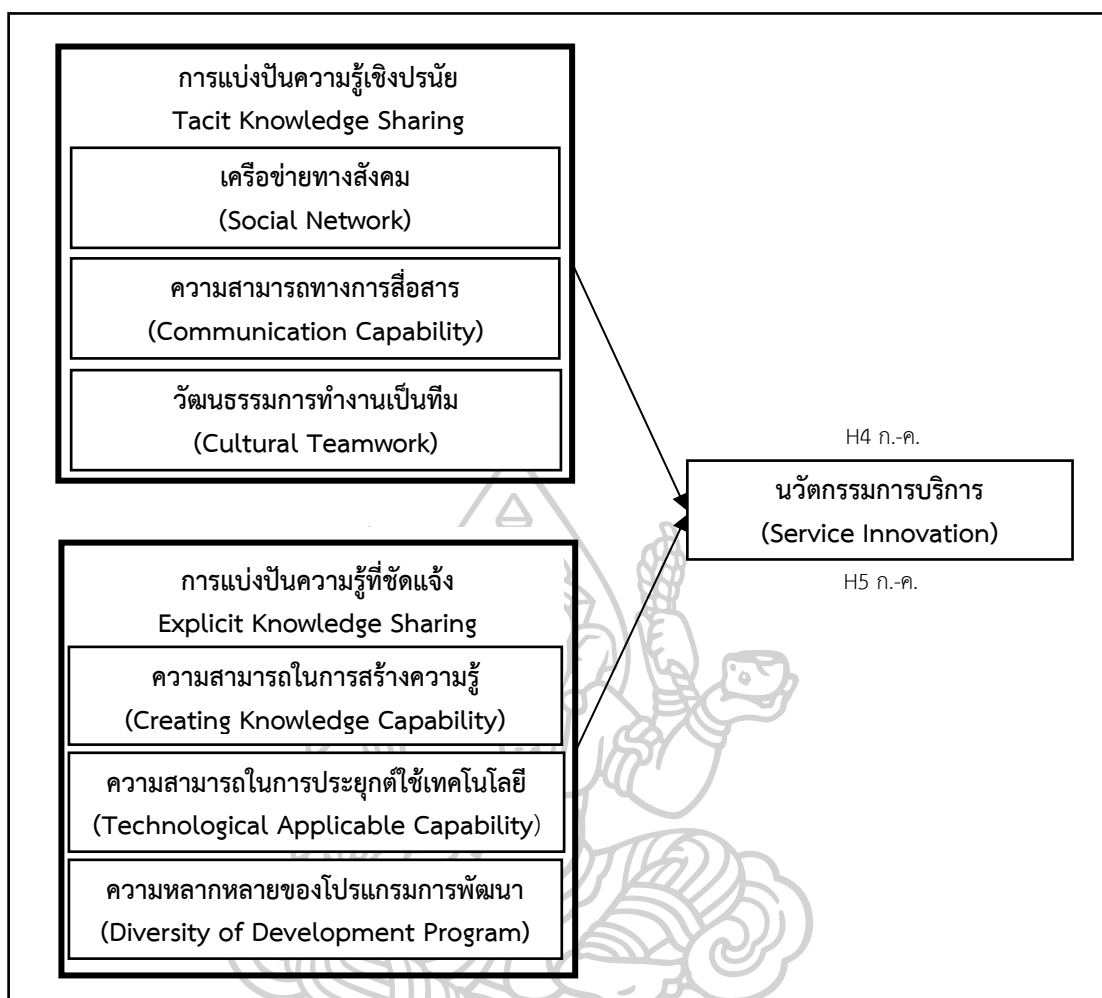 การแบ่งปันความรู้เชิงปรนัย
Tacit Knowledge Sharing
เครือข่ายทางสังคม
(Social Network)
ความสามารถทางการสื่อสาร
(Communication Capability)
วัฒนธรรมการทำงานเป็นทีม
(Cultural Teamwork)
H4 ก.-ค.
นวัตกรรมการบริการ
(Service Innovation)
H5 ก.-ค.
การแบ่งปันความรู้ที่ชัดแจ้ง
Explicit Knowledge Sharing
ความสามารถในการสร้างความรู้
(Creating Knowledge Capability)
ความสามารถในการประยุกต์ใช้เทคโนโลยี
(Technological Applicable Capability)
ความหลากหลายของโปรแกรมการพัฒนา
(Diversity of Development Program)